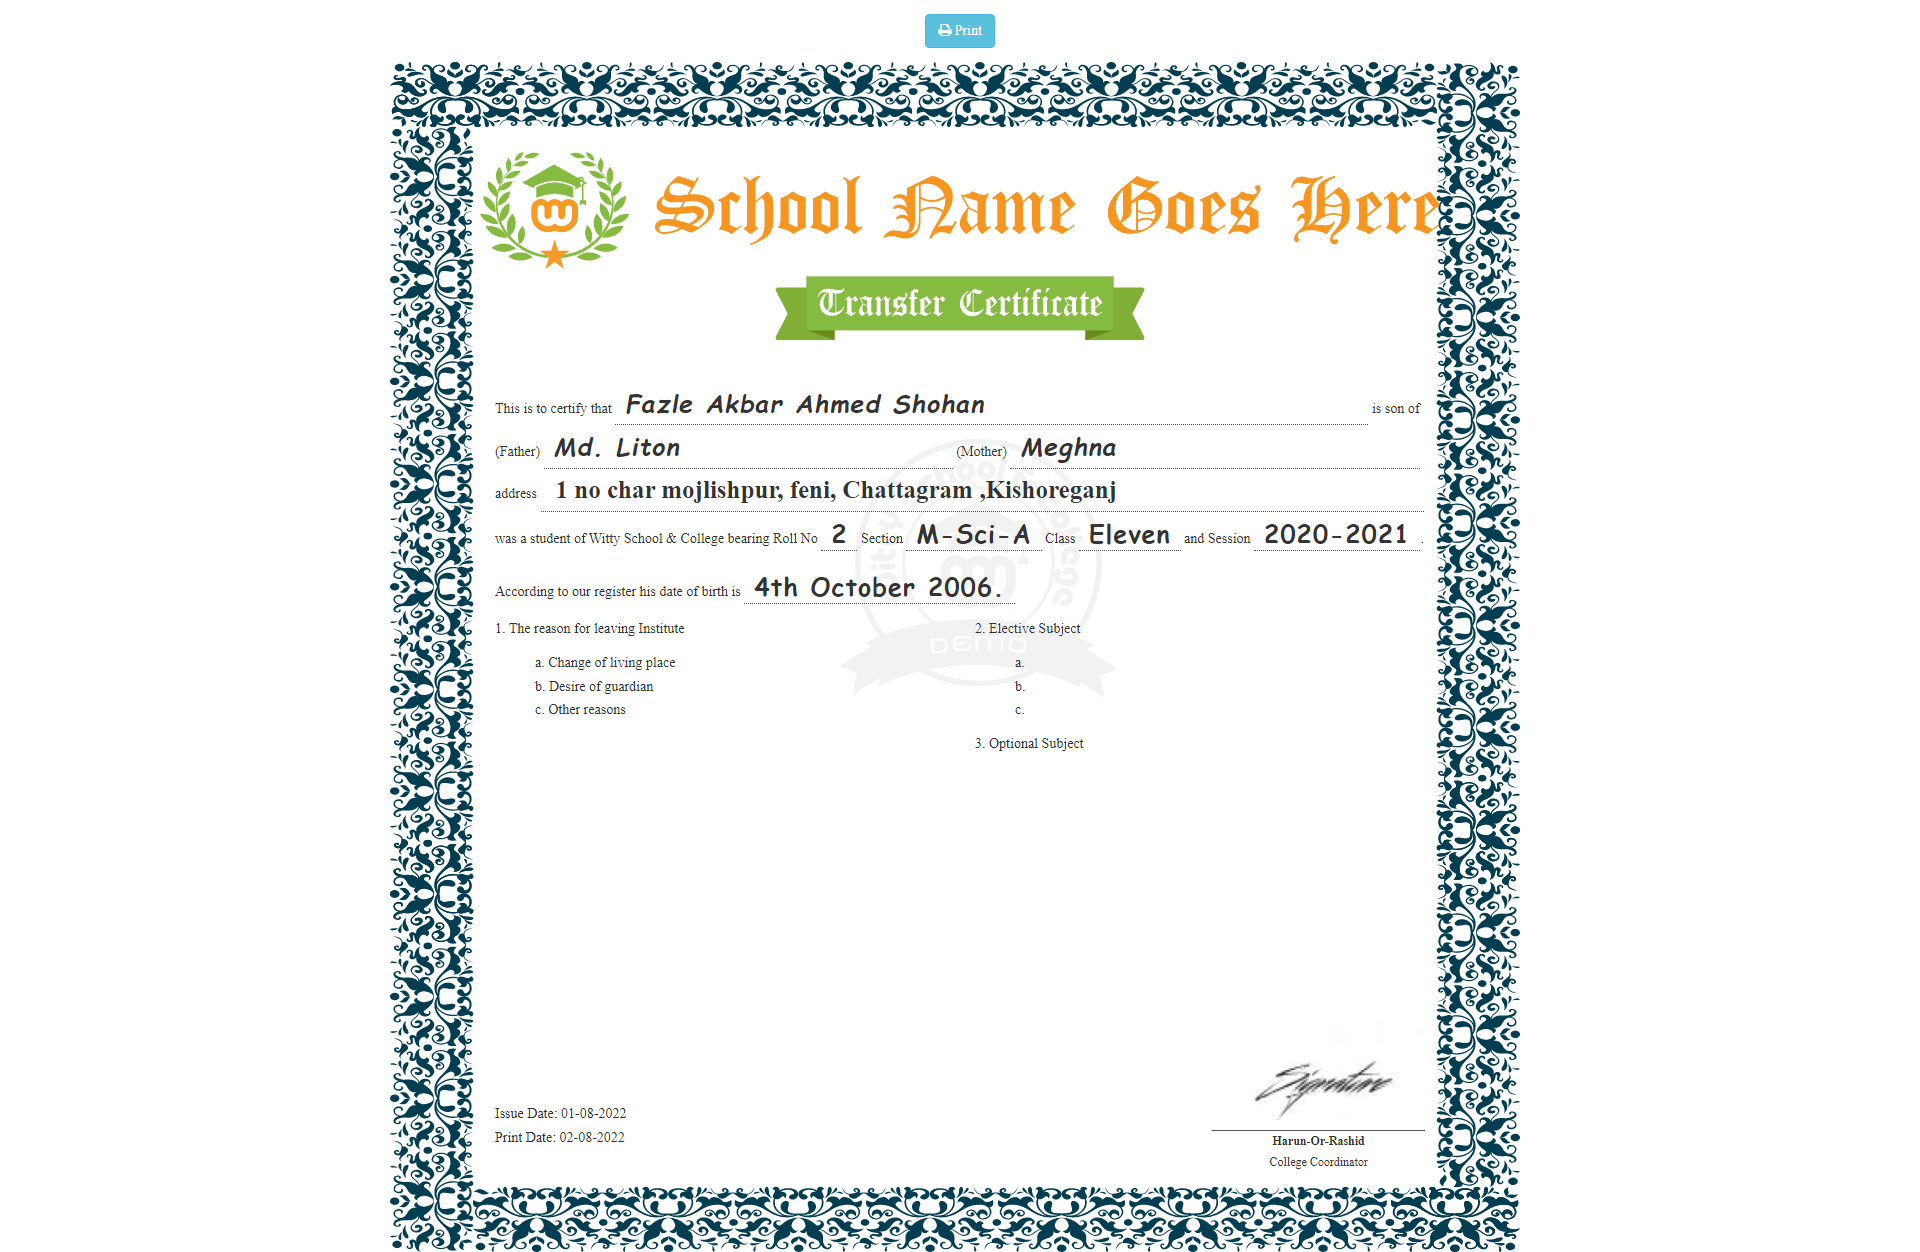 Print
School Name Goes Here
Transfer Certificate
This is to certify that Fazle Akbar Ahmed Shohan is son of
(Father) Md. Liton (Mother) Meghna
address 1 no char mojlishpur, feni, Chattagram ,Kishoreganj
was a student of Witty School & College bearing Roll No 2 Section M-Sci-A Class Eleven and Session 2020-2021 .
According to our register his date of birth is 4th October 2006.
1. The reason for leaving Institute
a. Change of living place
b. Desire of guardian
c. Other reasons
2. Elective Subject
a.
b.
c.
3. Optional Subject
DEMO
Issue Date: 01-08-2022
Print Date: 02-08-2022
Signature
Harun-Or-Rashid
College Coordinator